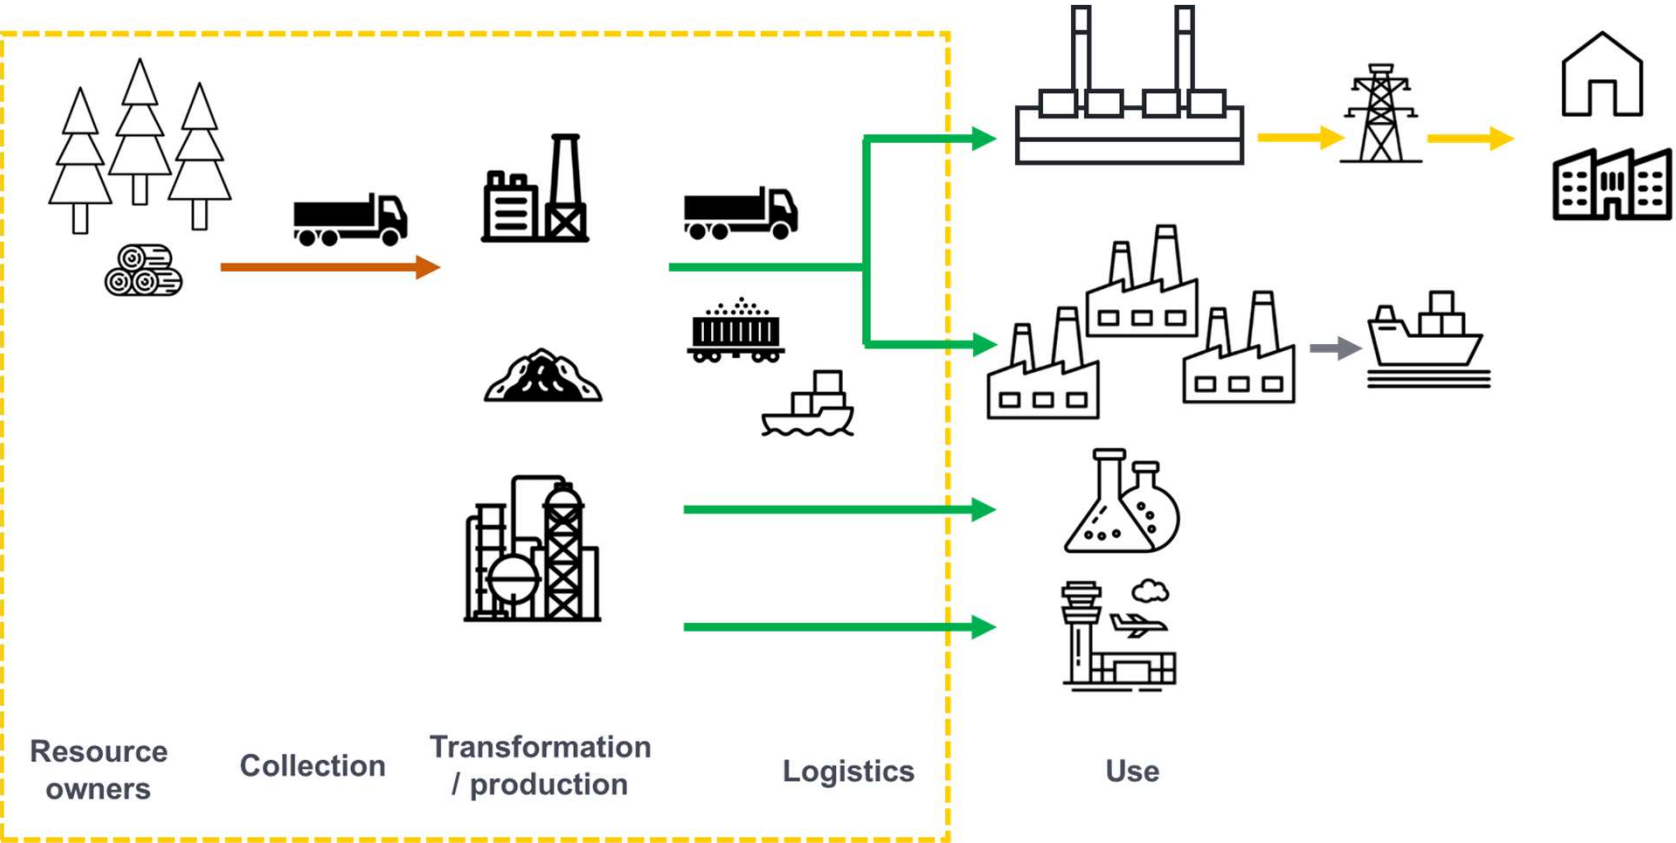 Resource
owners
Collection
Transformation
/ production
Logistics
Use